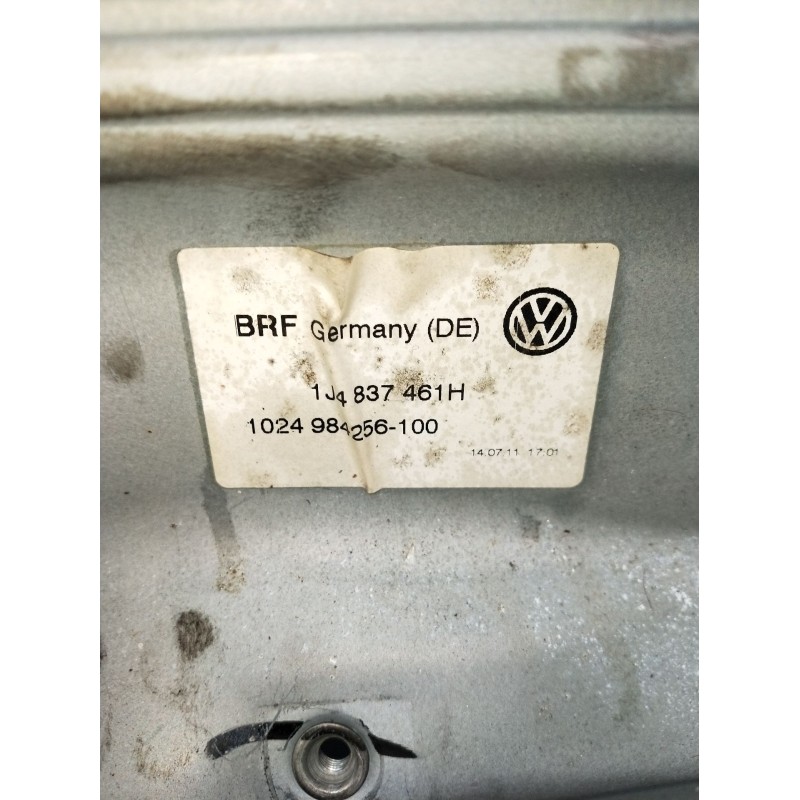 BRF Germany (DE)
1J4 837 461H
1024 984256-100
14.07.11 17:01